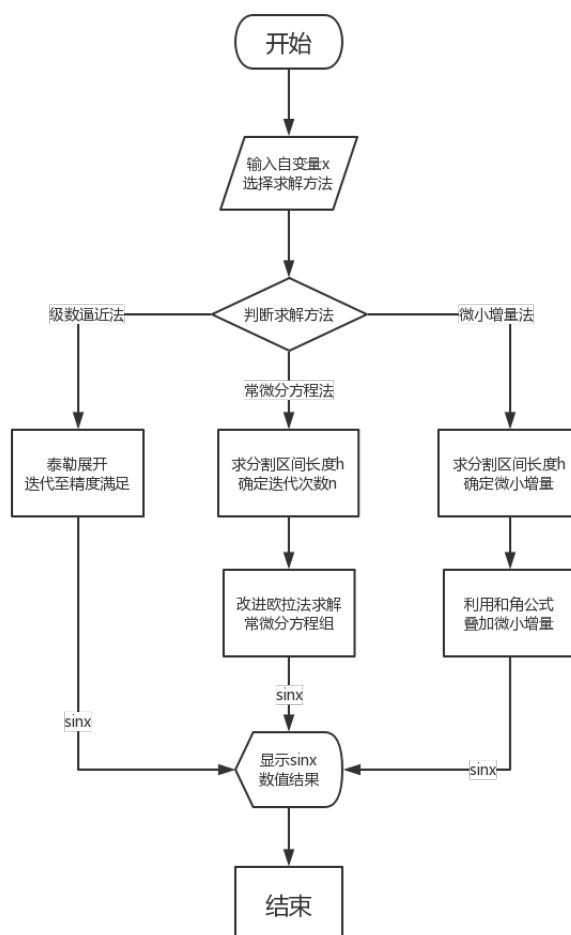 开始
输入自变量x
选择求解方法
级数逼近法
判断求解方法
微小增量法
常微分方程法
泰勒展开
迭代至精度满足
求分割区间长度h
确定迭代次数n
求分割区间长度h
确定微小增量
改进欧拉法求解
常微分方程组
利用和角公式
叠加微小增量
sinx
sinx
显示sinx
数值结果
sinx
结束